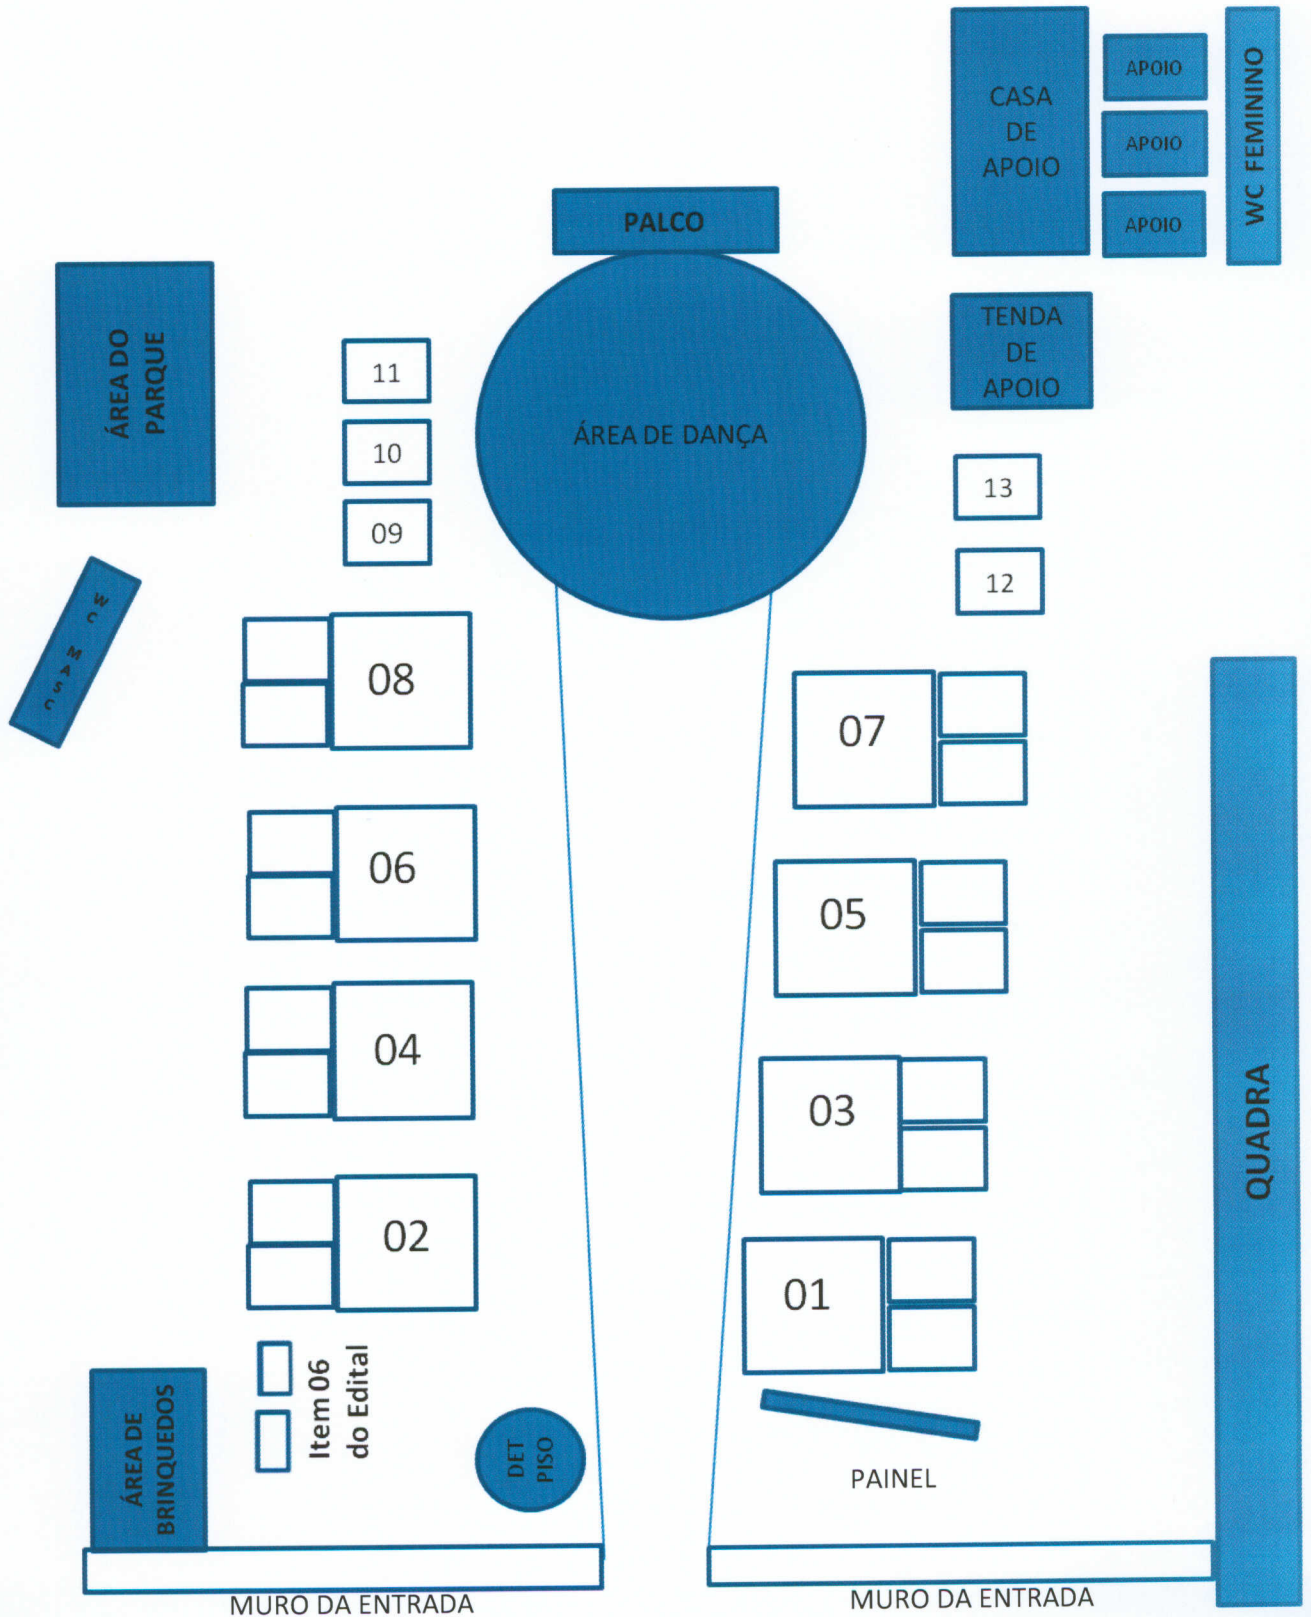 CASA
DE
APOIO
APOIO
APOIO
APOIO
WC FEMININO
PALCO
ÁREA DO
PARQUE
TENDA
DE
APOIO
11
10
09
ÁREA DE DANÇA
13
12
WC MASC
08
07
06
05
04
03
02
01
QUADRA
Item 06
do Edital
ÁREA DE
BRINQUEDOS
DET
PISO
PAINEL
MURO DA ENTRADA
MURO DA ENTRADA